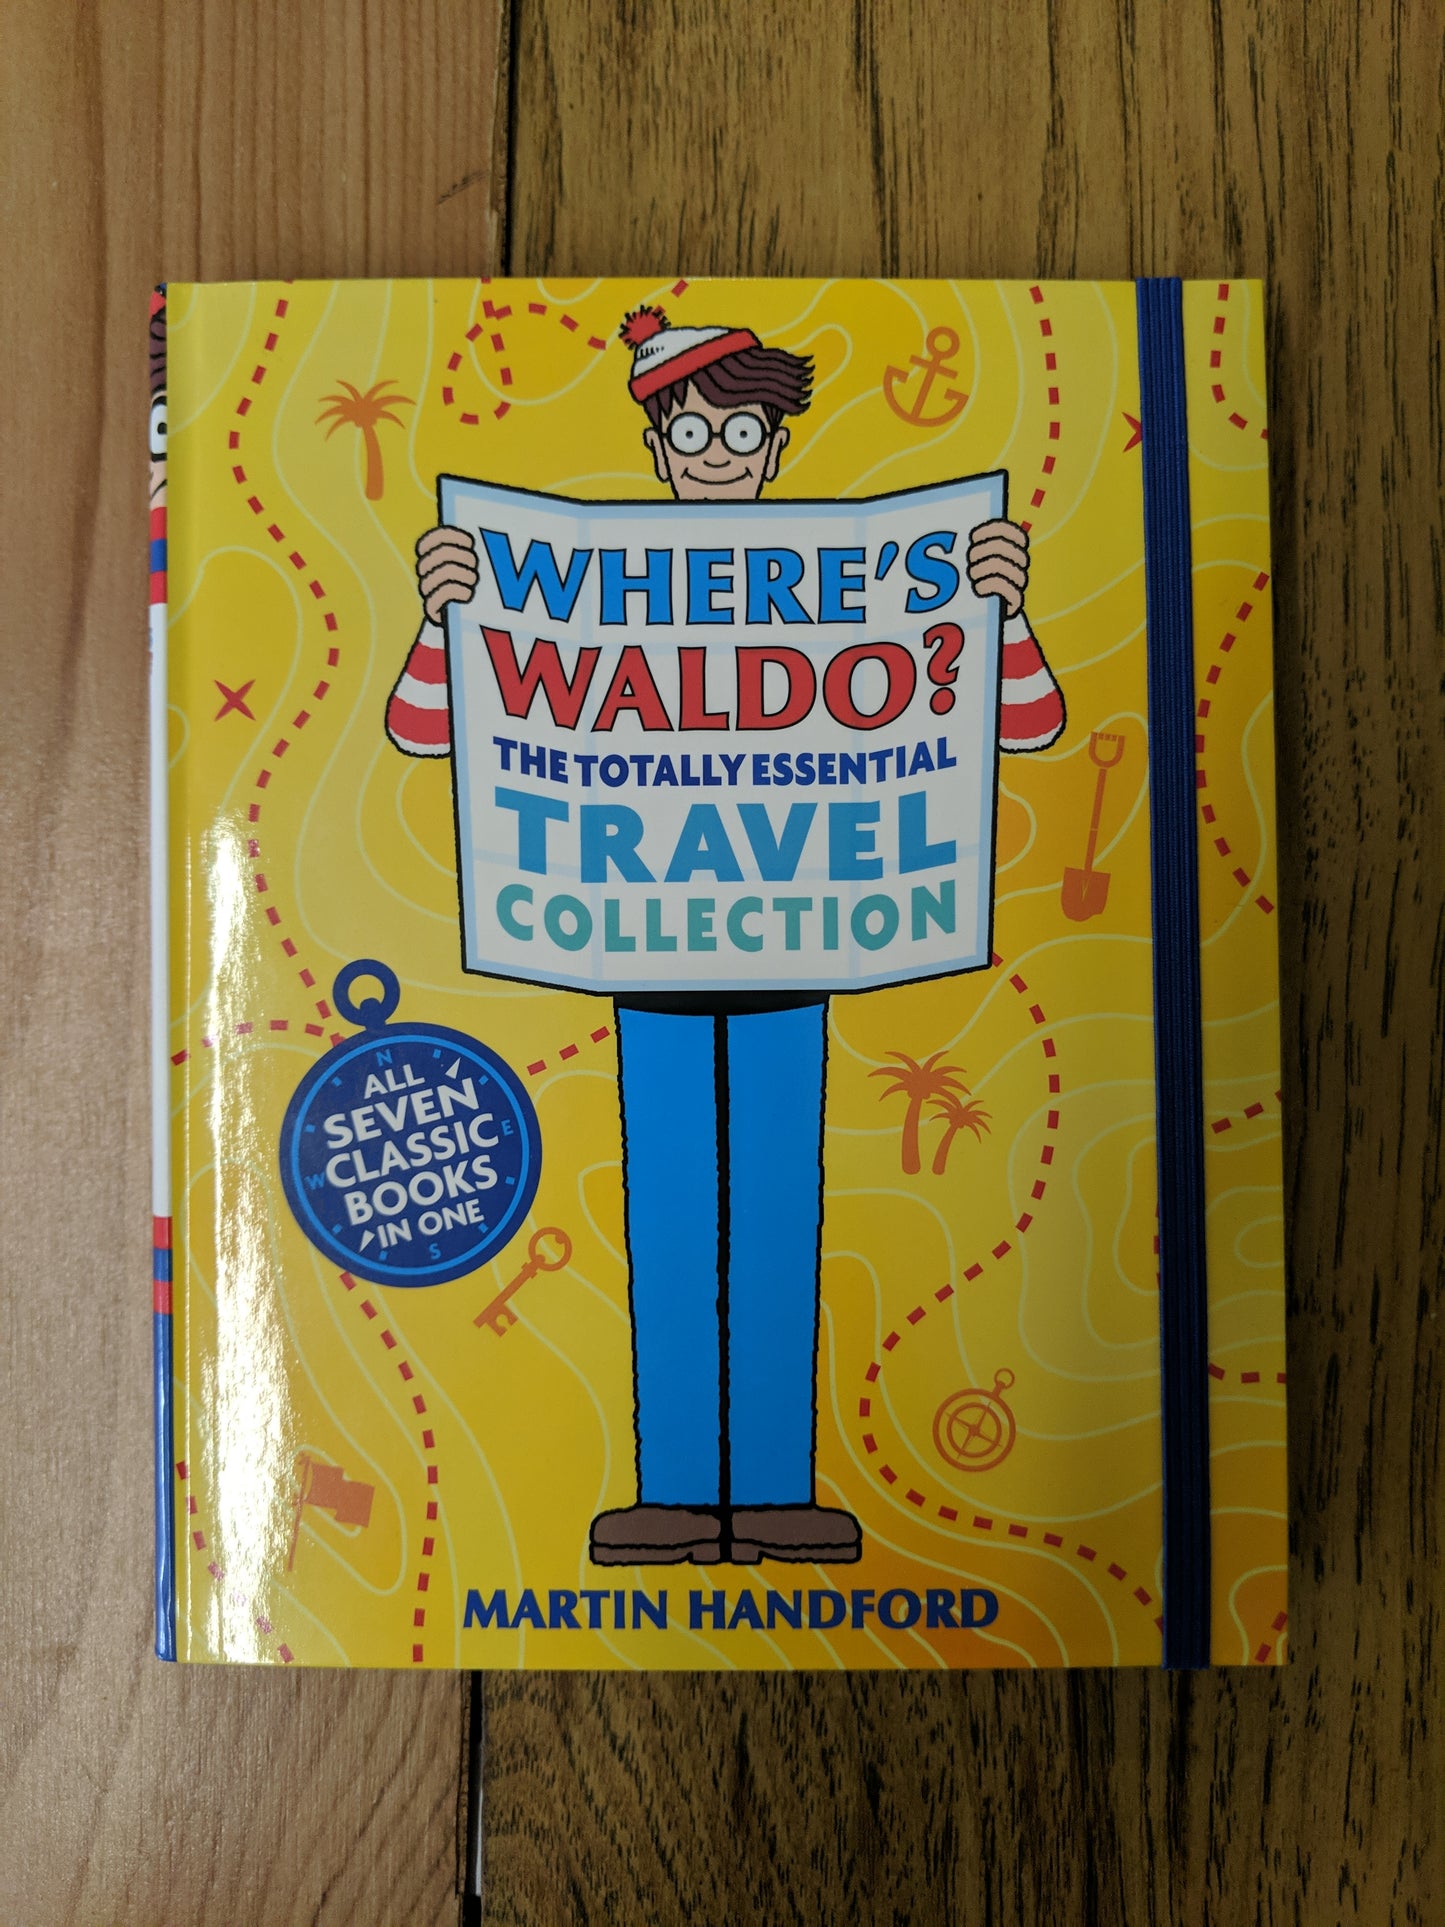 WHERE'S
WALDO?
THE TOTALLY ESSENTIAL
TRAVEL
COLLECTION
N
ALL
SEVEN
E
CLASSIC
W
BOOKS
IN ONE
S
MARTIN HANDFORD